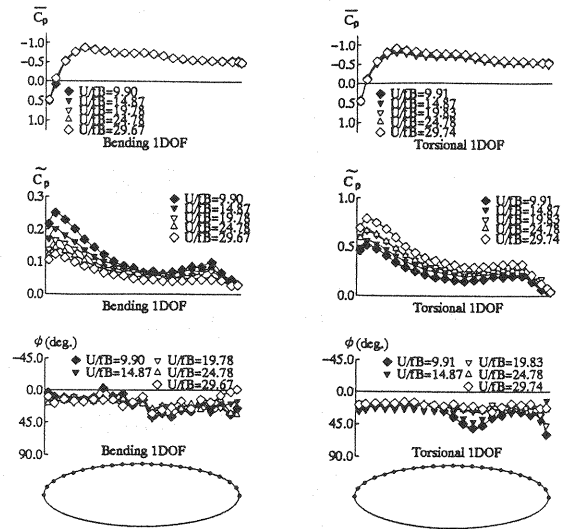 C̅p
−1.0
−0.5
0.0
0.5
1.0
U/fB=9.90
U/fB=14.87
U/fB=19.78
U/fB=24.78
U/fB=29.67
Bending 1DOF
C̅p
−1.0
−0.5
0.0
0.5
1.0
U/fB=9.91
U/fB=14.87
U/fB=19.83
U/fB=24.78
U/fB=29.74
Torsional 1DOF
C̃p
0.3
0.2
0.1
0.0
U/fB=9.90
U/fB=14.87
U/fB=19.78
U/fB=24.78
U/fB=29.67
Bending 1DOF
C̃p
1.0
0.5
0.0
U/fB=9.91
U/fB=14.87
U/fB=19.83
U/fB=24.78
U/fB=29.74
Torsional 1DOF
ϕ (deg.)
−45.0
0.0
45.0
90.0
U/fB=9.90 U/fB=19.78
U/fB=14.87 U/fB=24.78
U/fB=29.67
Bending 1DOF
ϕ (deg.)
−45.0
0.0
45.0
90.0
U/fB=9.91 U/fB=19.83
U/fB=14.87 U/fB=24.78
U/fB=29.74
Torsional 1DOF